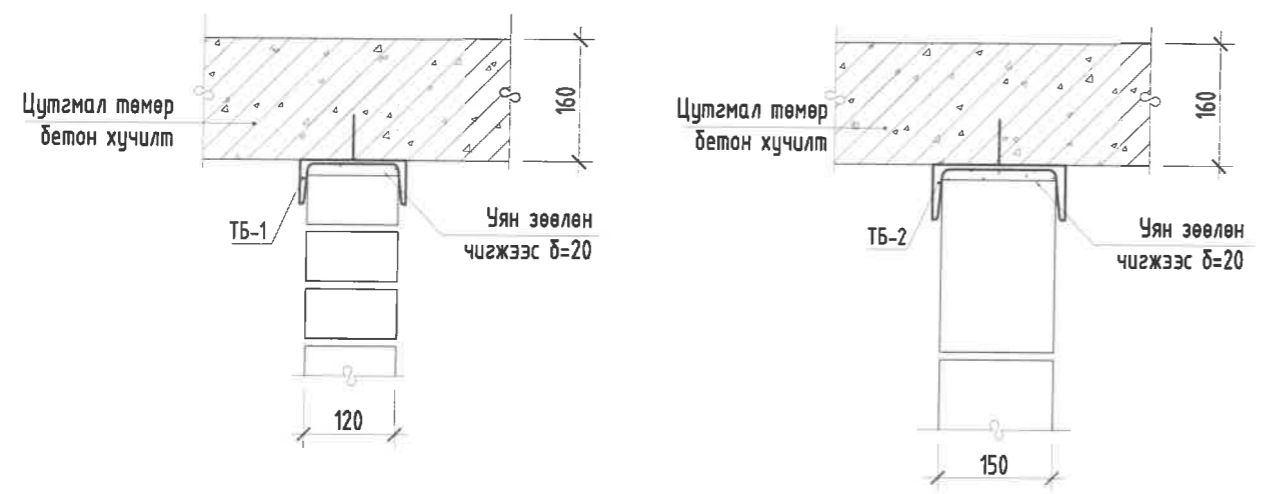 Цутгмал төмөр
бетон хучилт
160
ТБ-1
Уян зөөлөн
чигжээс δ=20
120
Цутгмал төмөр
бетон хучилт
160
ТБ-2
Уян зөөлөн
чигжээс δ=20
150